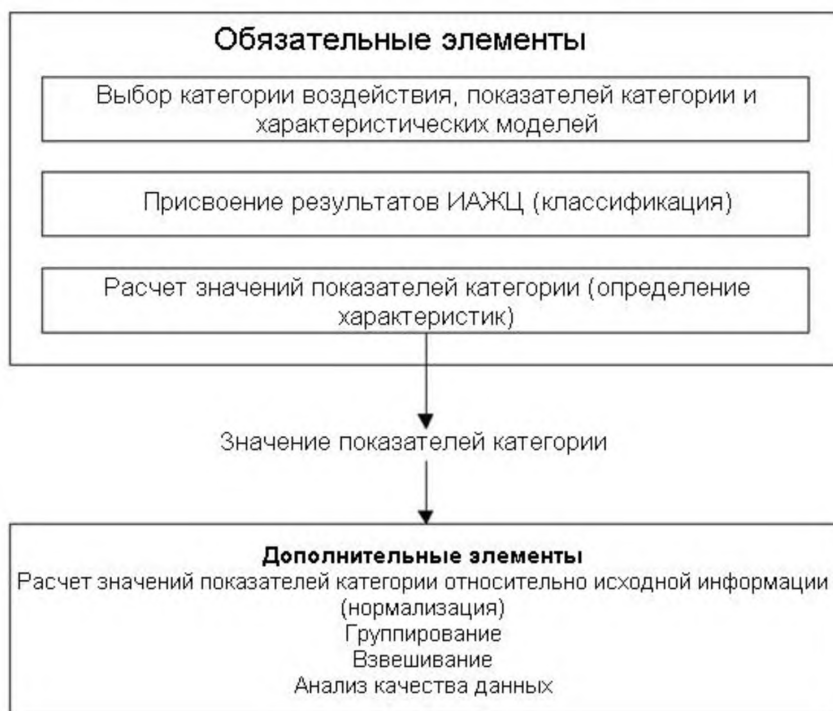 Обязательные элементы
Выбор категории воздействия, показателей категории и
характеристических моделей
Присвоение результатов ИАЖЦ (классификация)
Расчет значений показателей категории (определение
характеристик)
Значение показателей категории
Дополнительные элементы
Расчет значений показателей категории относительно исходной информации
(нормализация)
Группирование
Взвешивание
Анализ качества данных